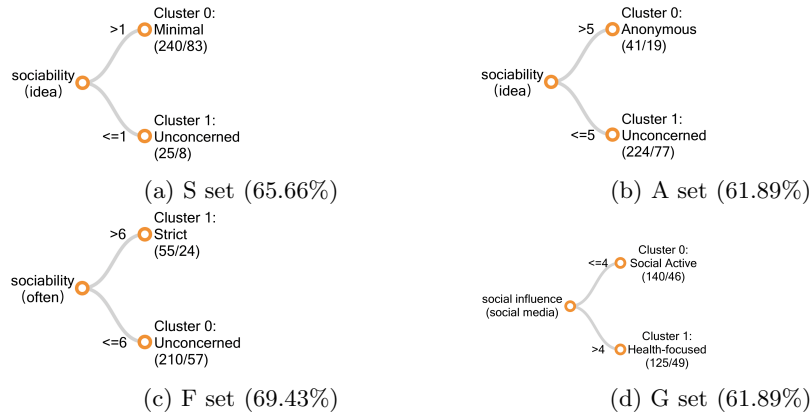 Cluster 0:
>1 Minimal
(240/83)
sociability
(idea)
Cluster 1:
<=1 Unconcerned
(25/8)
(a) S set (65.66%)
Cluster 0:
>5 Anonymous
(41/19)
sociability
(idea)
Cluster 1:
<=5 Unconcerned
(224/77)
(b) A set (61.89%)
Cluster 1:
>6 Strict
(55/24)
sociability
(often)
Cluster 0:
<=6 Unconcerned
(210/57)
(c) F set (69.43%)
Cluster 0:
<=4 Social Active
(140/46)
social influence
(social media)
Cluster 1:
>4 Health-focused
(125/49)
(d) G set (61.89%)